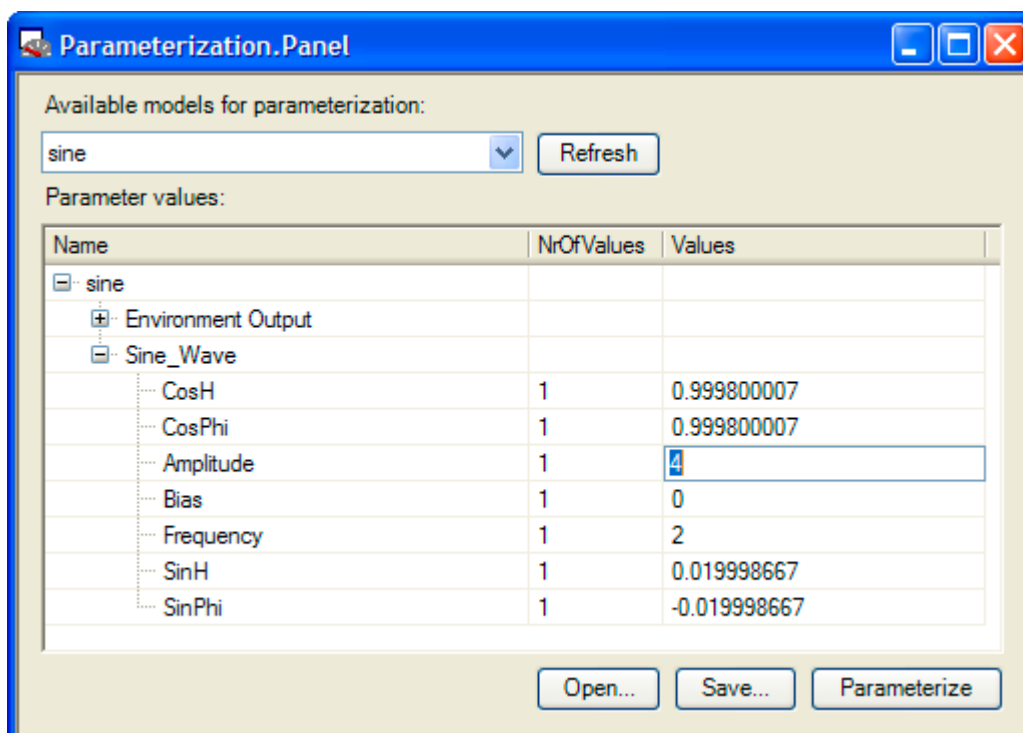 Parameterization.Panel
Available models for parameterization:
sine Refresh
Parameter values:
Name NrOfValues Values
sine
Environment Output
Sine_Wave
CosH 1 0.999800007
CosPhi 1 0.999800007
Amplitude 1 4
Bias 1 0
Frequency 1 2
SinH 1 0.019998667
SinPhi 1 -0.019998667
Open... Save... Parameterize